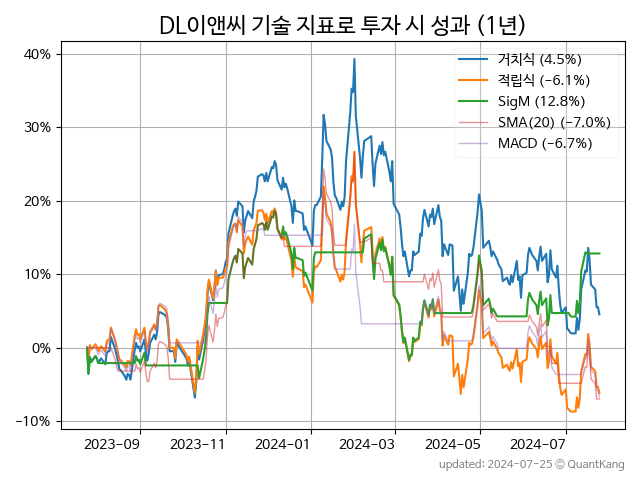 DL이앤씨 기술 지표로 투자 시 성과 (1년)
40%
30%
20%
10%
0%
−10%
거치식 (4.5%)
적립식 (−6.1%)
SigM (12.8%)
SMA(20) (−7.0%)
MACD (−6.7%)
2023-09
2023-11
2024-01
2024-03
2024-05
2024-07
updated: 2024-07-25 © QuantKang